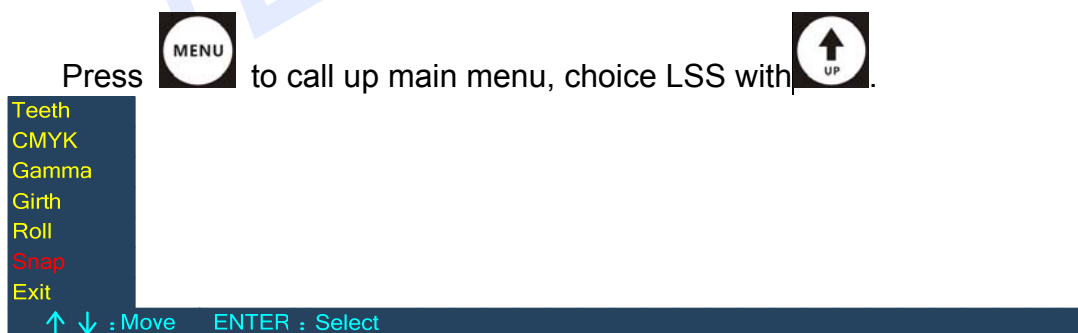 Press MENU to call up main menu, choice LSS with UP.
Teeth
CMYK
Gamma
Girth
Roll
Snap
Exit
↑ ↓ : Move ENTER : Select